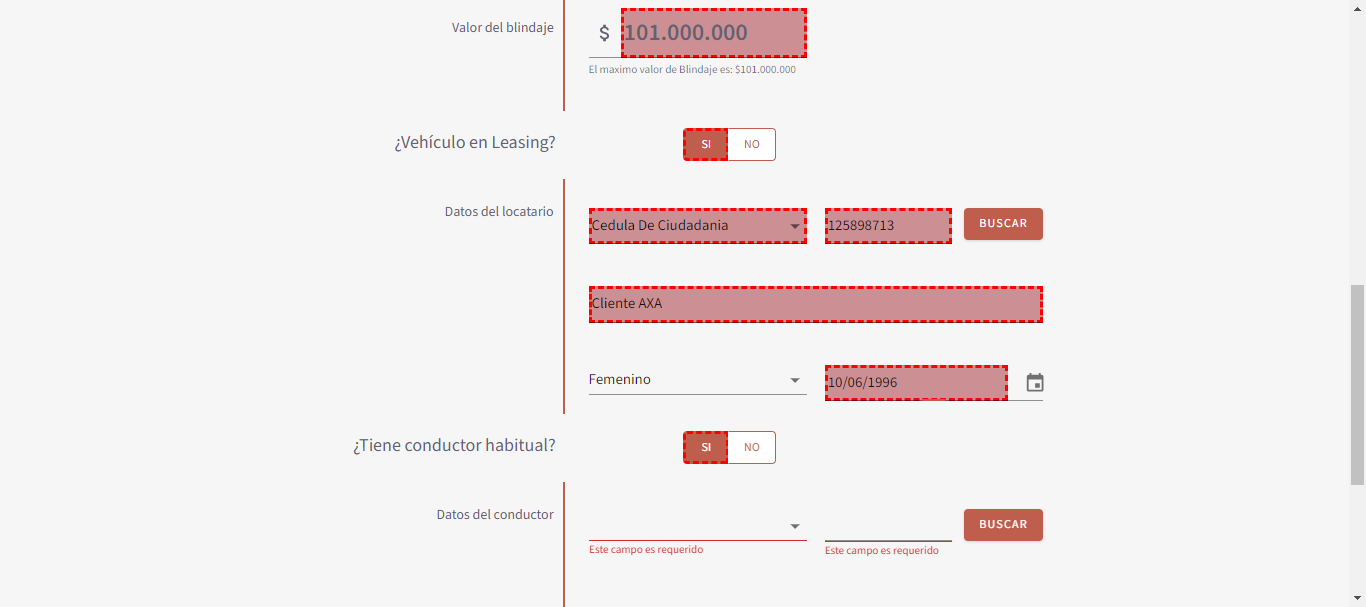 Valor del blindaje
$ 101.000.000
El maximo valor de Blindaje es: $101.000.000
¿Vehículo en Leasing?
SI NO
Datos del locatario
Cedula De Ciudadania 125898713 BUSCAR
Cliente AXA
Femenino 10/06/1996
¿Tiene conductor habitual?
SI NO
Datos del conductor
BUSCAR
Este campo es requerido Este campo es requerido